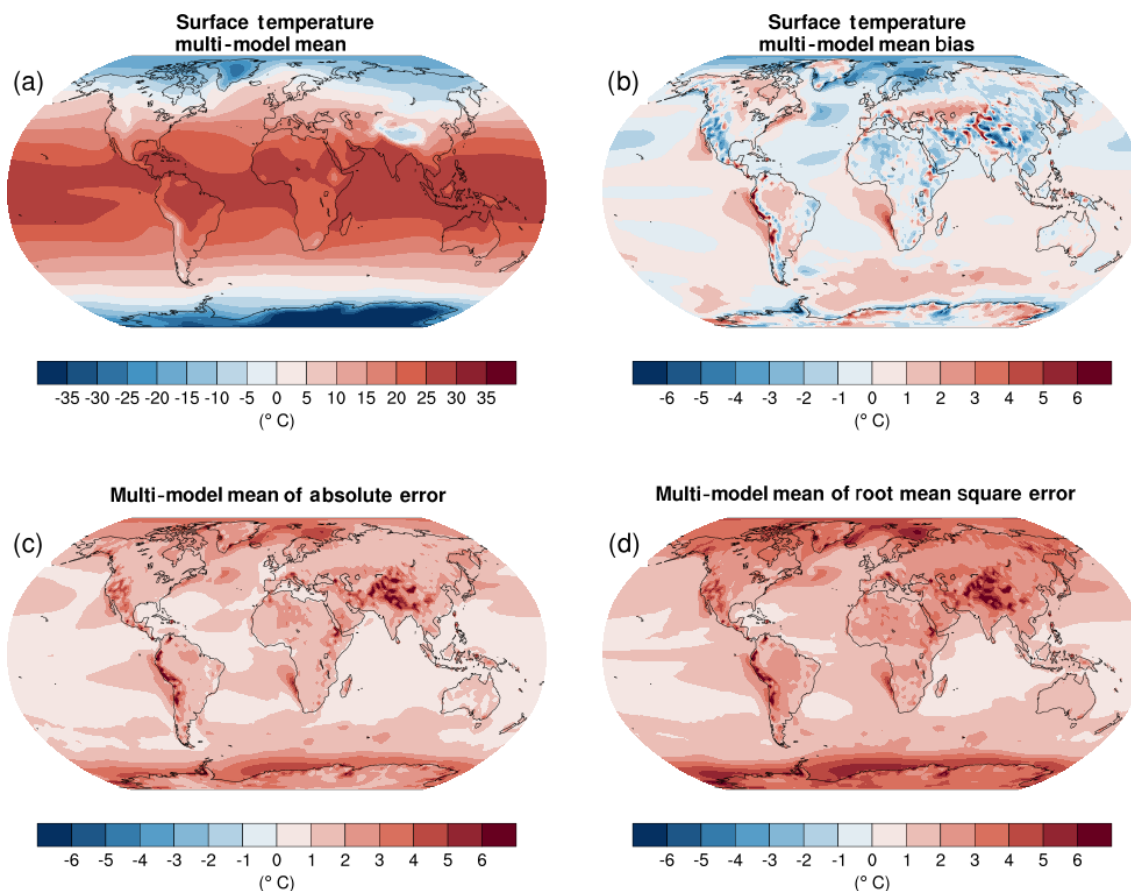 Surface temperature
multi-model mean
(a)
-35 -30 -25 -20 -15 -10 -5 0 5 10 15 20 25 30 35
(° C)
Surface temperature
multi-model mean bias
(b)
-6 -5 -4 -3 -2 -1 0 1 2 3 4 5 6
(° C)
Multi-model mean of absolute error
(c)
-6 -5 -4 -3 -2 -1 0 1 2 3 4 5 6
(° C)
Multi-model mean of root mean square error
(d)
-6 -5 -4 -3 -2 -1 0 1 2 3 4 5 6
(° C)